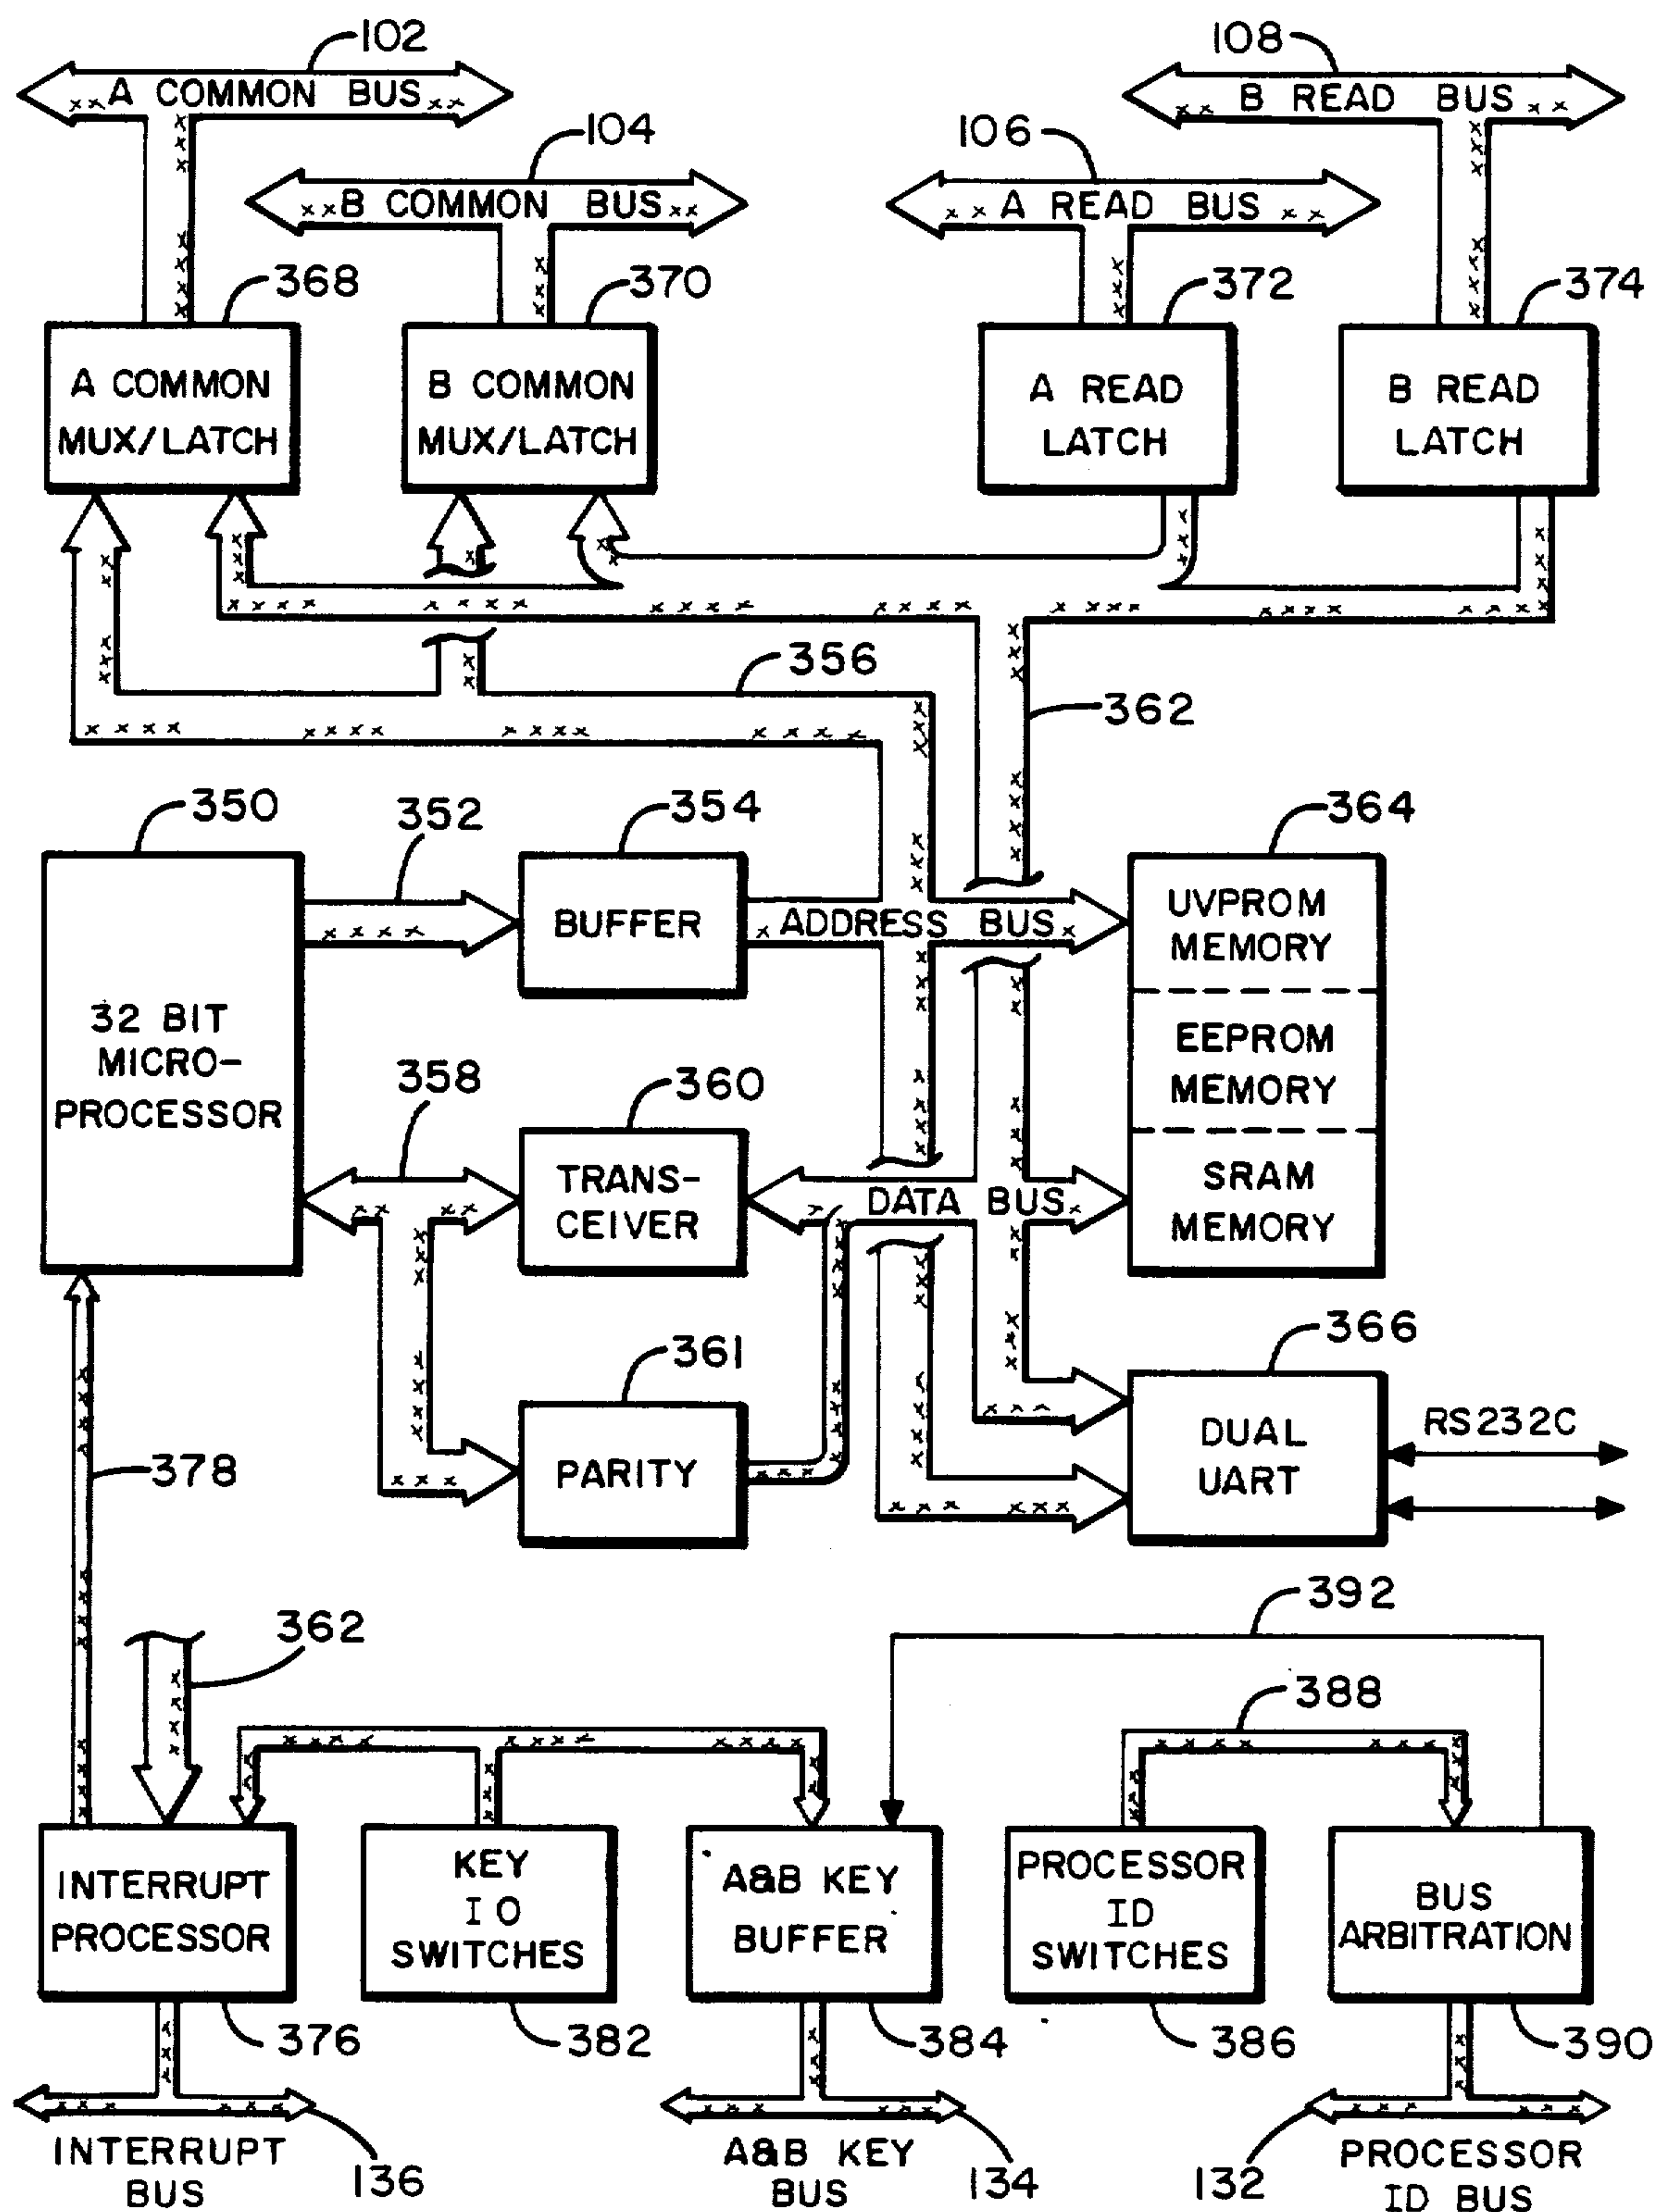 102
108
A COMMON BUS
B READ BUS
104
106
B COMMON BUS
A READ BUS
368
370
372
374
A COMMON
MUX/LATCH
B COMMON
MUX/LATCH
A READ
LATCH
B READ
LATCH
356
362
350
352
354
364
32 BIT
MICRO-
PROCESSOR
BUFFER
ADDRESS BUS
UVPROM
MEMORY
EEPROM
MEMORY
SRAM
MEMORY
358
360
TRANS-
CEIVER
DATA BUS
361
366
PARITY
DUAL
UART
RS232C
378
362
392
388
INTERRUPT
PROCESSOR
KEY
IO
SWITCHES
A&B KEY
BUFFER
PROCESSOR
ID
SWITCHES
BUS
ARBITRATION
376
382
384
386
390
INTERRUPT
BUS
136
A&B KEY
BUS
134
132
PROCESSOR
ID BUS